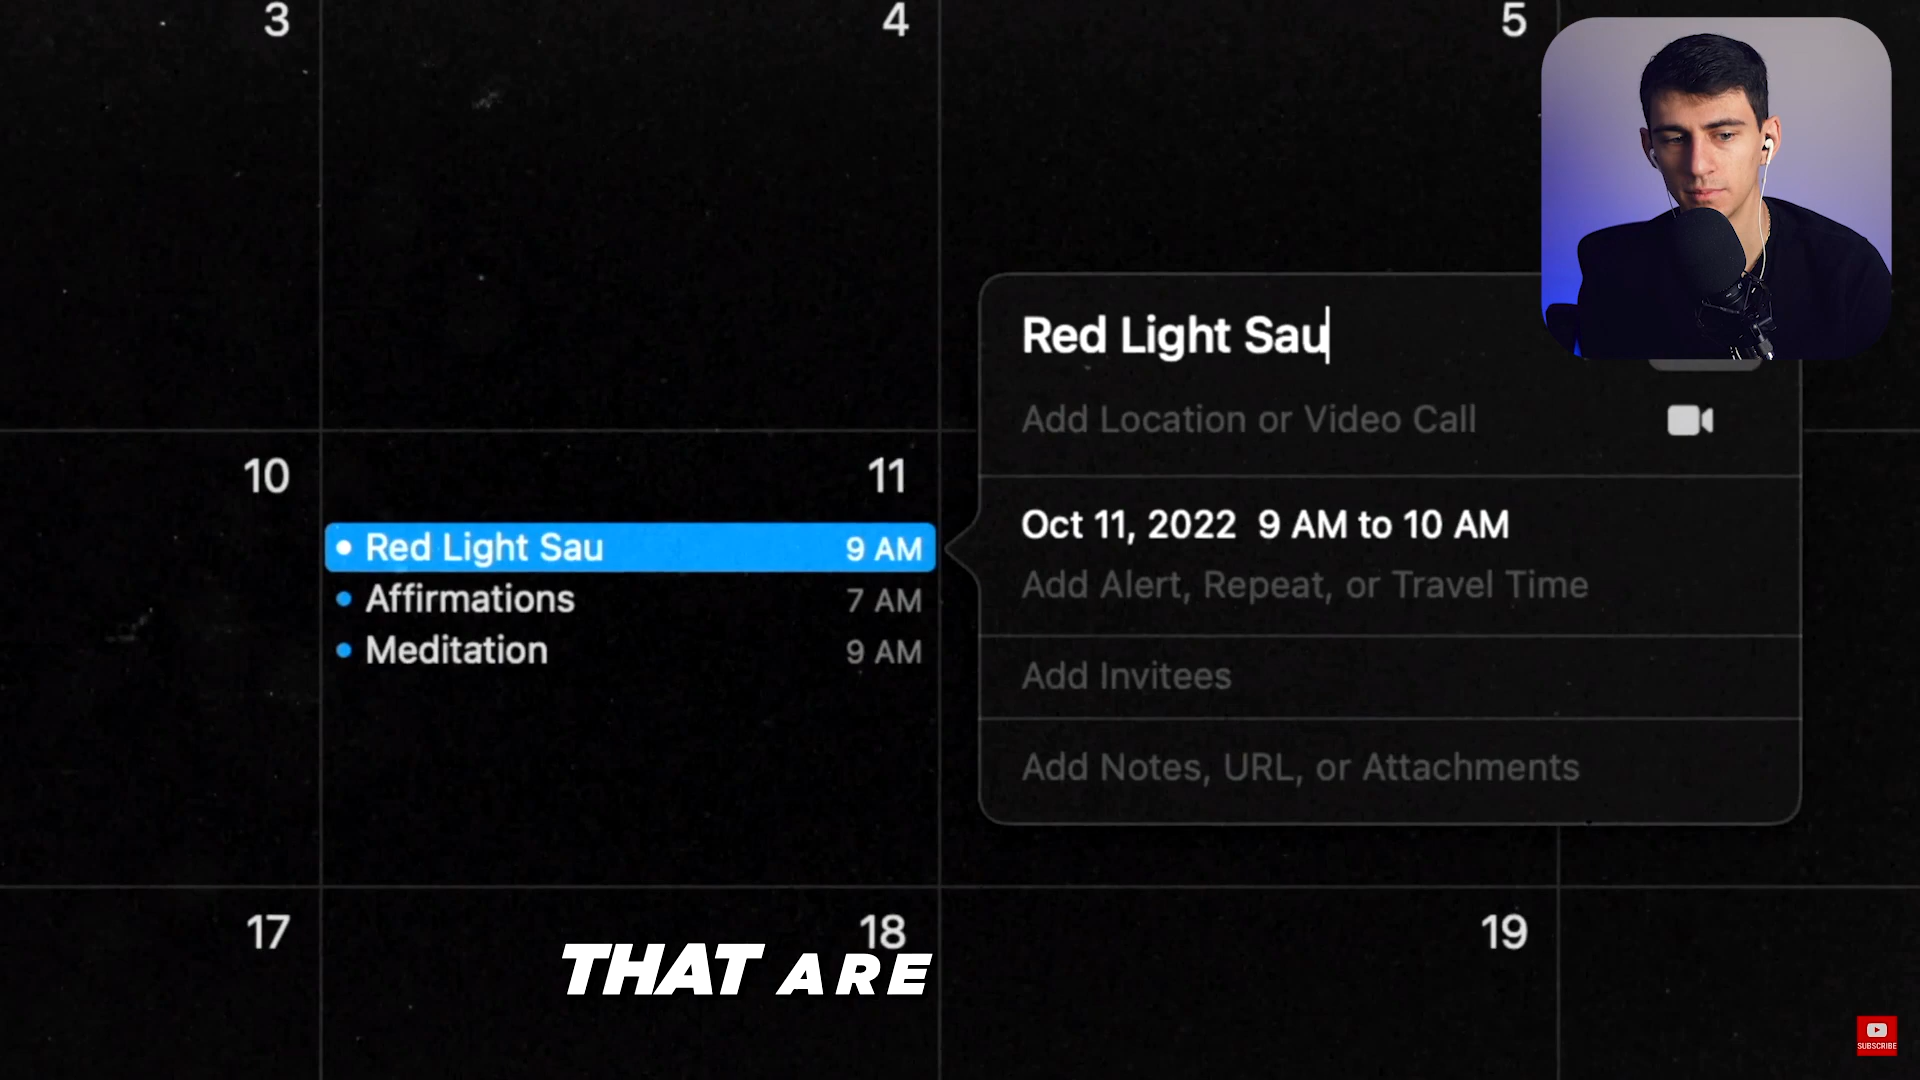 3
4
5
Red Light Sau
Add Location or Video Call
10
11
Red Light Sau 9 AM
Affirmations 7 AM
Meditation 9 AM
Oct 11, 2022 9 AM to 10 AM
Add Alert, Repeat, or Travel Time
Add Invitees
Add Notes, URL, or Attachments
17
18
19
THAT ARE
SUBSCRIBE